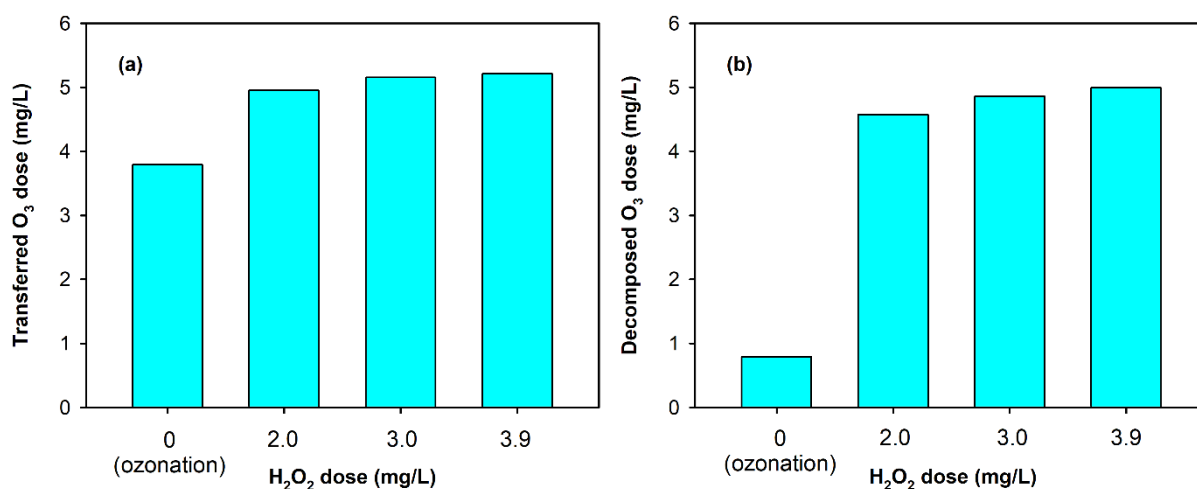 (a)
Transferred O₃ dose (mg/L)
6
5
4
3
2
1
0
0
(ozonation)
2.0
3.0
3.9
H₂O₂ dose (mg/L)
(b)
Decomposed O₃ dose (mg/L)
6
5
4
3
2
1
0
0
(ozonation)
2.0
3.0
3.9
H₂O₂ dose (mg/L)